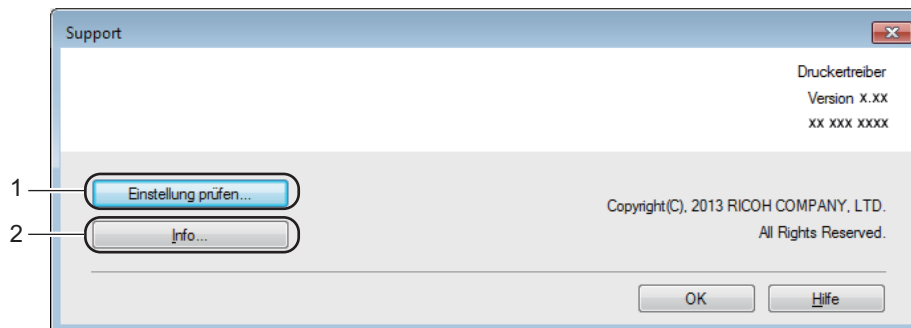 Support
Druckertreiber
Version x.xx
xx xxx xxxx
1
Einstellung prüfen...
2
Info...
Copyright(C), 2013 RICOH COMPANY, LTD.
All Rights Reserved.
OK
Hilfe